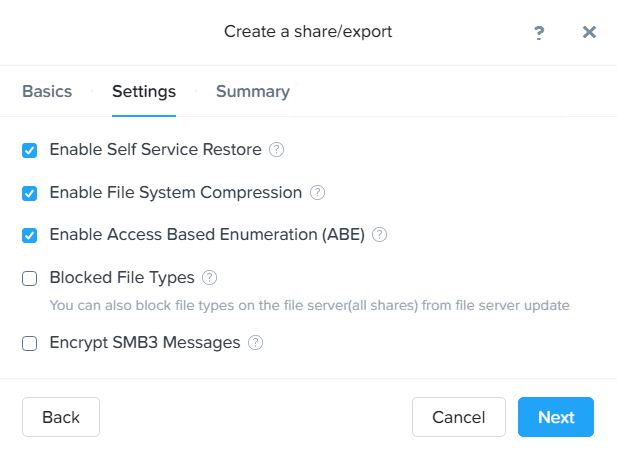 Create a share/export ? ×
Basics Settings Summary
Enable Self Service Restore ?
Enable File System Compression ?
Enable Access Based Enumeration (ABE) ?
Blocked File Types ?
You can also block file types on the file server(all shares) from file server update
Encrypt SMB3 Messages ?
Back Cancel Next